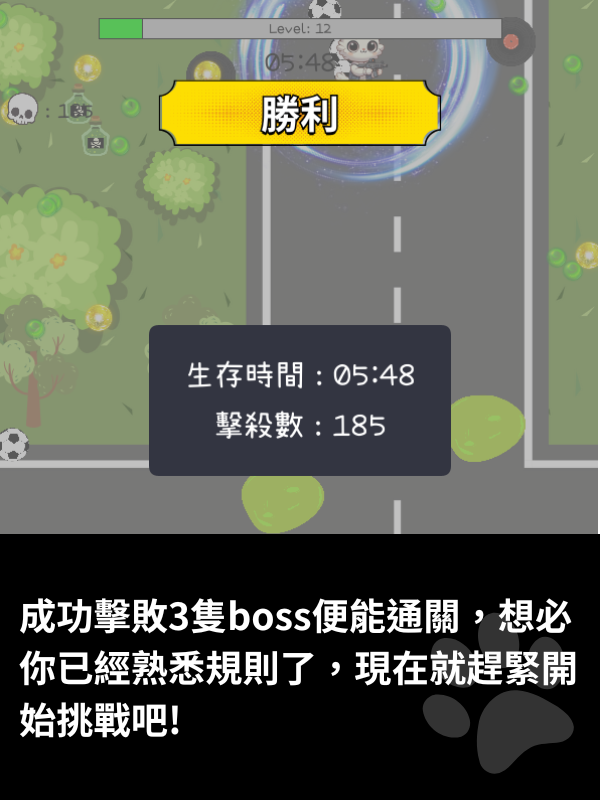 Level: 12
05:48
: 185
勝利
生存時間 : 05:48
擊殺數 : 185
成功擊敗3隻boss便能通關，想必
你已經熟悉規則了，現在就趕緊開
始挑戰吧!